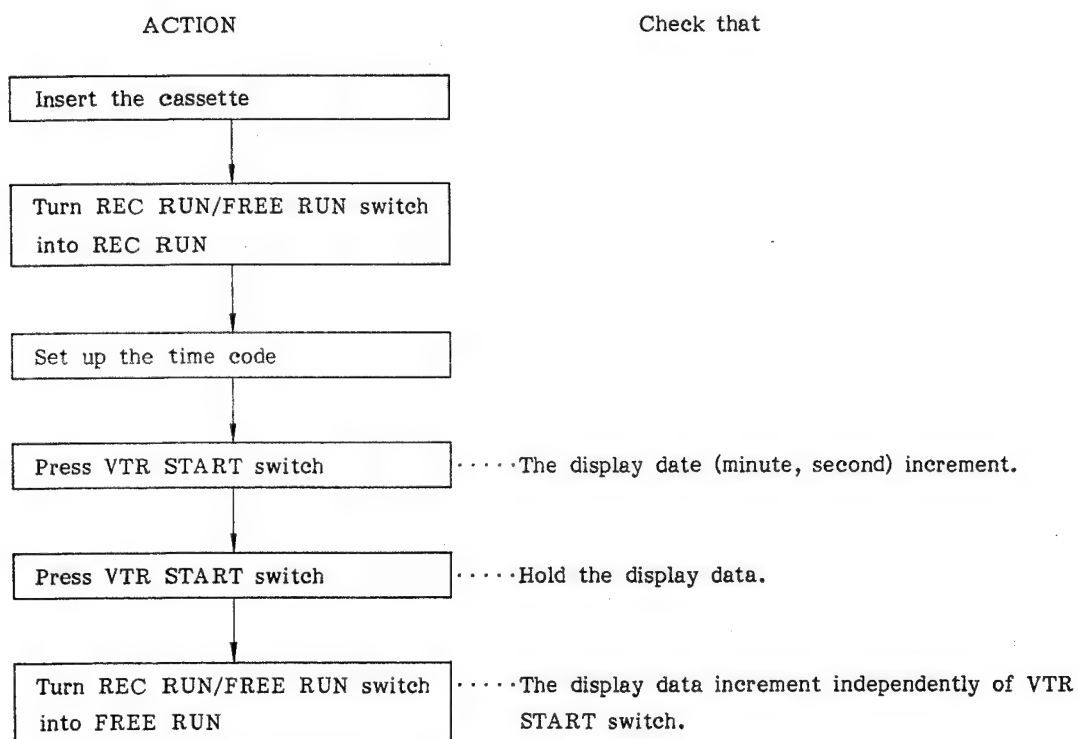 ACTION
Check that
Insert the cassette
Turn REC RUN/FREE RUN switch
into REC RUN
Set up the time code
Press VTR START switch
·····The display date (minute, second) increment.
Press VTR START switch
·····Hold the display data.
Turn REC RUN/FREE RUN switch
into FREE RUN
·····The display data increment independently of VTR
START switch.